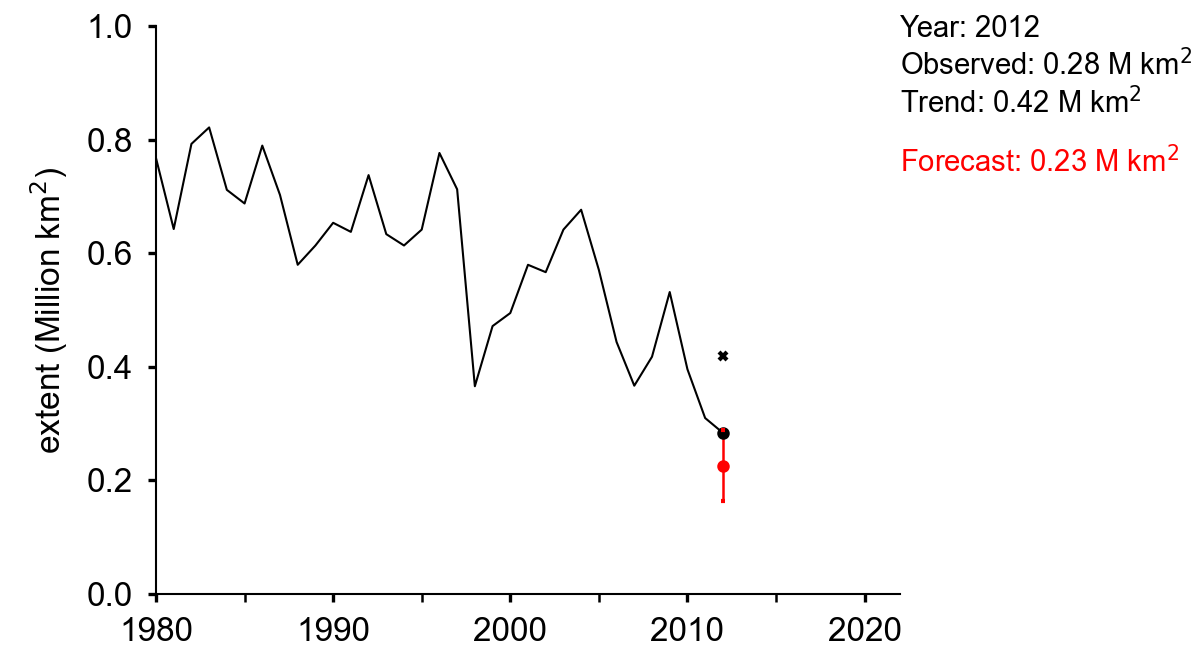 1.0
0.8
0.6
0.4
0.2
0.0
extent (Million km²)
1980
1990
2000
2010
2020
Year: 2012
Observed: 0.28 M km²
Trend: 0.42 M km²
Forecast: 0.23 M km²